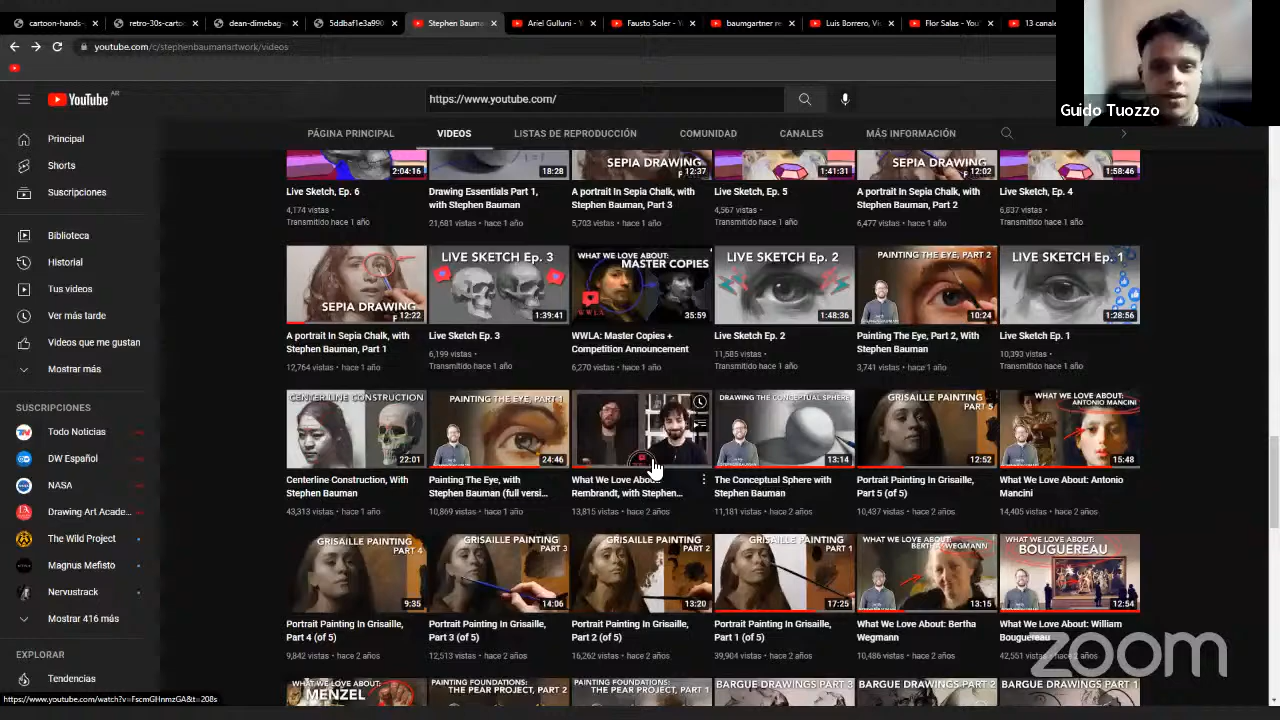 cartoon-hands-
retro-30s-carto
dean-dimebag-
5ddbaf1e3a990
Stephen Bauma
Ariel Gulluni - Y
Fausto Soler - Y
baumgartner re
Luis Borrero, Vi
Flor Salas - You
13 canale
youtube.com/c/stephenbaumanartwork/videos
Guido Tuozzo
YouTube AR
https://www.youtube.com/
PÁGINA PRINCIPAL
VIDEOS
LISTAS DE REPRODUCCIÓN
COMUNIDAD
CANALES
MÁS INFORMACIÓN
Principal
Shorts
Suscripciones
Biblioteca
Historial
Tus videos
Ver más tarde
Videos que me gustan
Mostrar más
SUSCRIPCIONES
Todo Noticias
DW Español
NASA
Drawing Art Acade...
The Wild Project
Magnus Mefisto
Nervustrack
Mostrar 416 más
EXPLORAR
Tendencias
2:04:16
18:28
SEPIA DRAWING
12:37
1:41:31
SEPIA DRAWING
12:02
1:58:46
Live Sketch, Ep. 6
4,174 vistas •
Transmitido hace 1 año
Drawing Essentials Part 1,
with Stephen Bauman
21,681 vistas • hace 1 año
A portrait In Sepia Chalk, with
Stephen Bauman, Part 3
5,703 vistas • hace 1 año
Live Sketch, Ep. 5
4,567 vistas •
Transmitido hace 1 año
A portrait In Sepia Chalk, with
Stephen Bauman, Part 2
6,477 vistas • hace 1 año
Live Sketch, Ep. 4
6,837 vistas •
Transmitido hace 1 año
SEPIA DRAWING
12:22
LIVE SKETCH Ep. 3
1:39:41
WHAT WE LOVE ABOUT:
MASTER COPIES
WWLA
35:59
LIVE SKETCH Ep. 2
1:48:36
PAINTING THE EYE, PART 2
10:24
LIVE SKETCH Ep. 1
1:28:56
A portrait In Sepia Chalk, with
Stephen Bauman, Part 1
12,764 vistas • hace 1 año
Live Sketch Ep. 3
6,199 vistas •
Transmitido hace 1 año
WWLA: Master Copies +
Competition Announcement
6,270 vistas • hace 1 año
Live Sketch Ep. 2
11,585 vistas •
Transmitido hace 1 año
Painting The Eye, Part 2, With
Stephen Bauman
3,741 vistas • hace 1 año
Live Sketch Ep. 1
10,393 vistas •
Transmitido hace 1 año
CENTERLINE CONSTRUCTION
22:01
PAINTING THE EYE, PART 1
24:46
DRAWING THE CONCEPTUAL SPHERE
13:14
GRISAILLE PAINTING
PART 5
12:52
WHAT WE LOVE ABOUT:
ANTONIO MANCINI
15:48
Centerline Construction, With
Stephen Bauman
43,313 vistas • hace 1 año
Painting The Eye, with
Stephen Bauman (full versi...
10,869 vistas • hace 1 año
What We Love About
Rembrandt, with Stephen...
13,815 vistas • hace 2 años
The Conceptual Sphere with
Stephen Bauman
11,181 vistas • hace 2 años
Portrait Painting In Grisaille,
Part 5 (of 5)
10,437 vistas • hace 2 años
What We Love About: Antonio
Mancini
14,405 vistas • hace 2 años
GRISAILLE PAINTING
PART 4
9:35
GRISAILLE PAINTING
PART 3
14:06
GRISAILLE PAINTING
PART 2
13:20
GRISAILLE PAINTING
PART 1
17:25
WHAT WE LOVE ABOUT:
BERTHA WEGMANN
13:15
WHAT WE LOVE ABOUT:
BOUGUEREAU
12:54
Portrait Painting In Grisaille,
Part 4 (of 5)
9,842 vistas • hace 2 años
Portrait Painting In Grisaille,
Part 3 (of 5)
12,513 vistas • hace 2 años
Portrait Painting In Grisaille,
Part 2 (of 5)
16,262 vistas • hace 2 años
Portrait Painting In Grisaille,
Part 1 (of 5)
39,904 vistas • hace 2 años
What We Love About: Bertha
Wegmann
10,486 vistas • hace 2 años
What We Love About: William
Bouguereau
42,551 vistas • hace 2 años
zoom
MENZEL
PAINTING FOUNDATIONS:
THE PEAR PROJECT, PART 2
PAINTING FOUNDATIONS:
THE PEAR PROJECT, PART 1
BARGUE DRAWINGS PART 3
BARGUE DRAWINGS PART 2
BARGUE DRAWINGS PART 1
https://www.youtube.com/watch?v=FscmGHnmzGA&t=208s